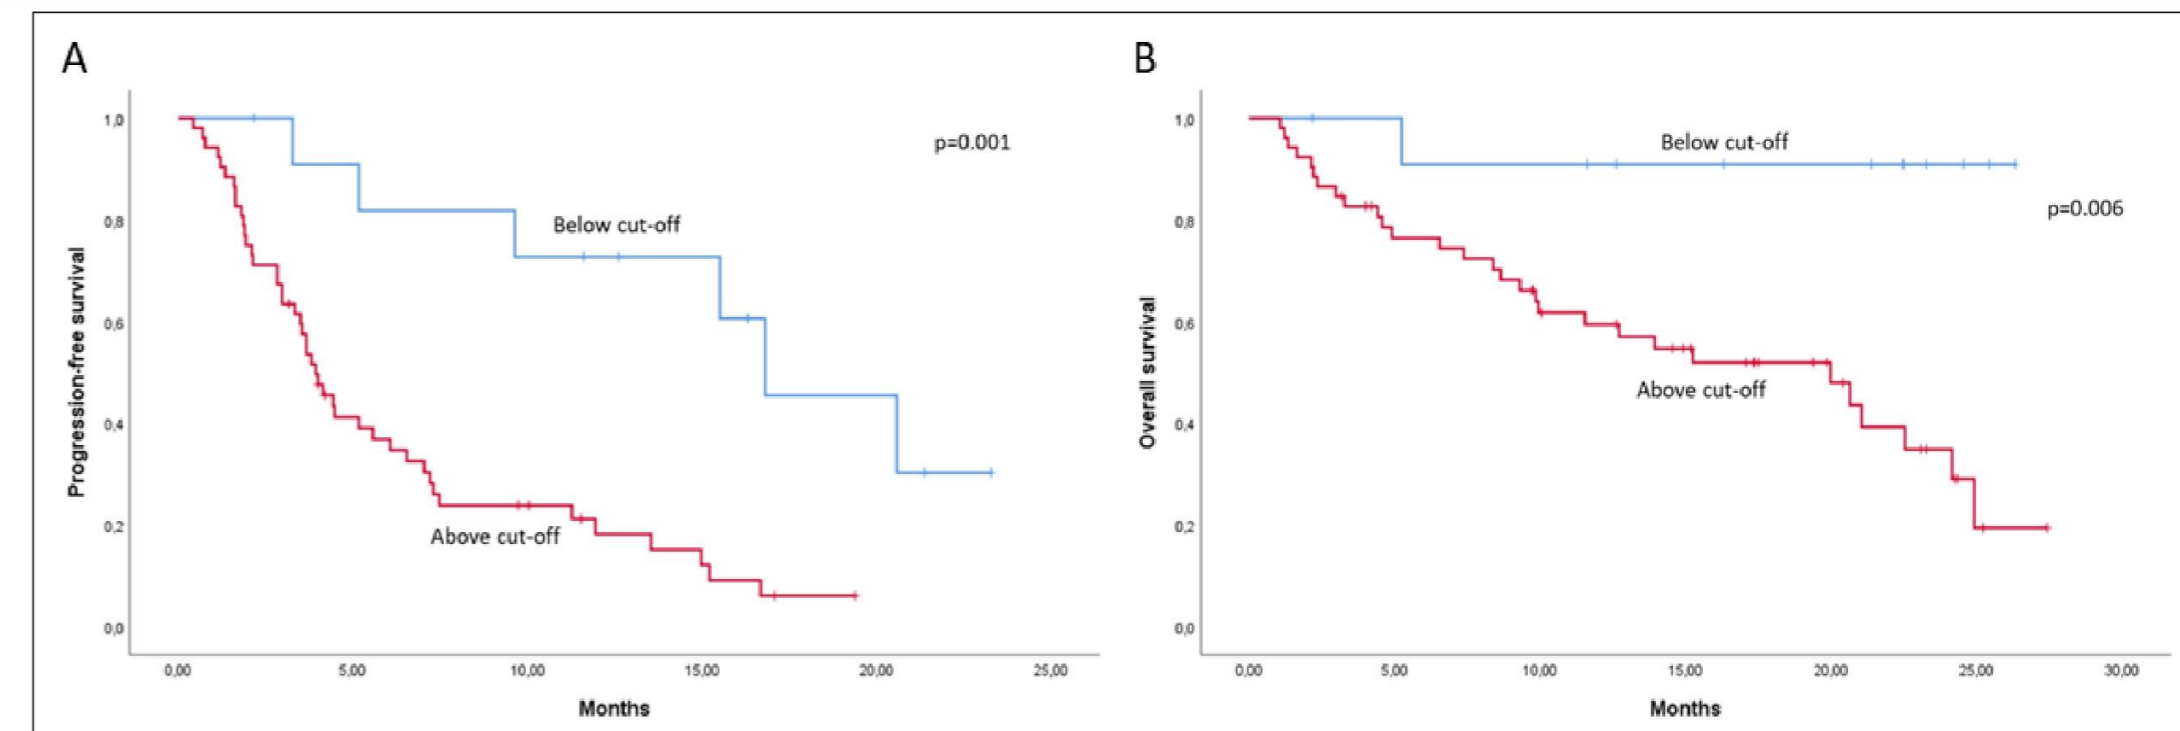 A
Progression-free survival
1,0
0,8
0,6
0,4
0,2
0,0
p=0.001
Below cut-off
Above cut-off
0,00 5,00 10,00 15,00 20,00 25,00
Months
B
Overall survival
1,0
0,8
0,6
0,4
0,2
0,0
Below cut-off
p=0.006
Above cut-off
0,00 5,00 10,00 15,00 20,00 25,00 30,00
Months